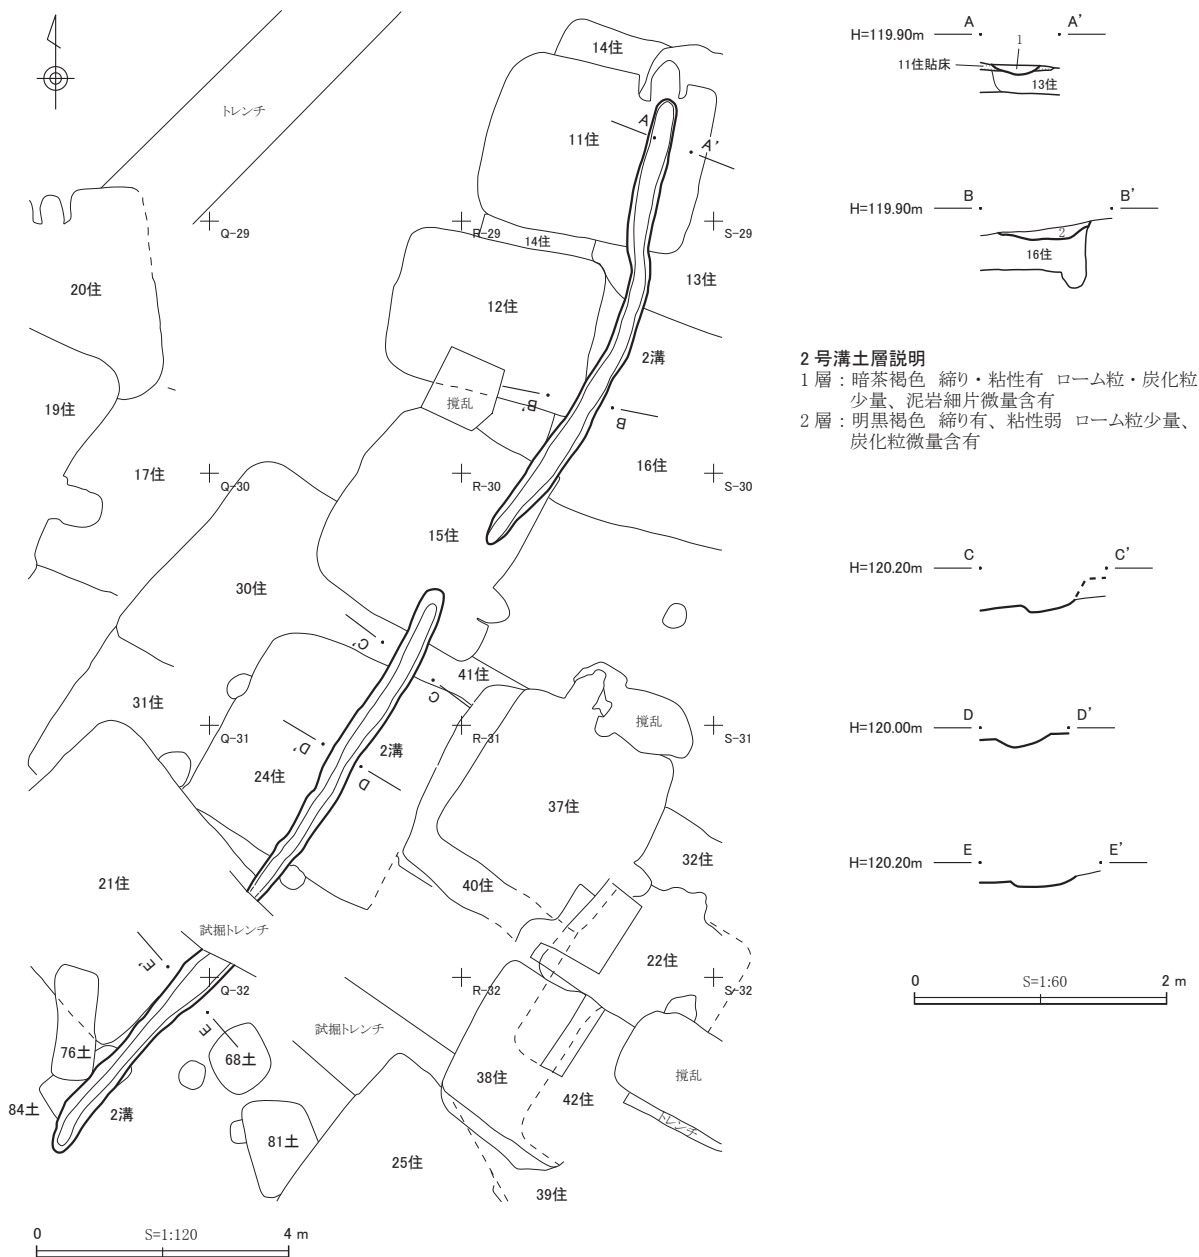 14住
トレンチ
11住
A
A'
Q-29
R-29
S-29
14住
20住
13住
12住
2溝
19住
B'
撹乱
B
17住
16住
Q-30
R-30
S-30
15住
30住
C'
41住
31住
C
撹乱
Q-31
R-31
S-31
D'
2溝
24住
D
37住
21住
32住
40住
試掘トレンチ
E'
22住
Q-32
R-32
S-32
E
試掘トレンチ
76土
68土
38住
撹乱
84土
2溝
42住
トレンチ
81土
25住
39住
0 S=1:120 4 m
A A'
H=119.90m
1
11住貼床
13住
B B'
H=119.90m
2
16住
2号溝土層説明
1層：暗茶褐色 締り・粘性有 ローム粒・炭化粒
少量、泥岩細片微量含有
2層：明黒褐色 締り有、粘性弱 ローム粒少量、
炭化粒微量含有
C C'
H=120.20m
D D'
H=120.00m
E E'
H=120.20m
0 S=1:60 2 m